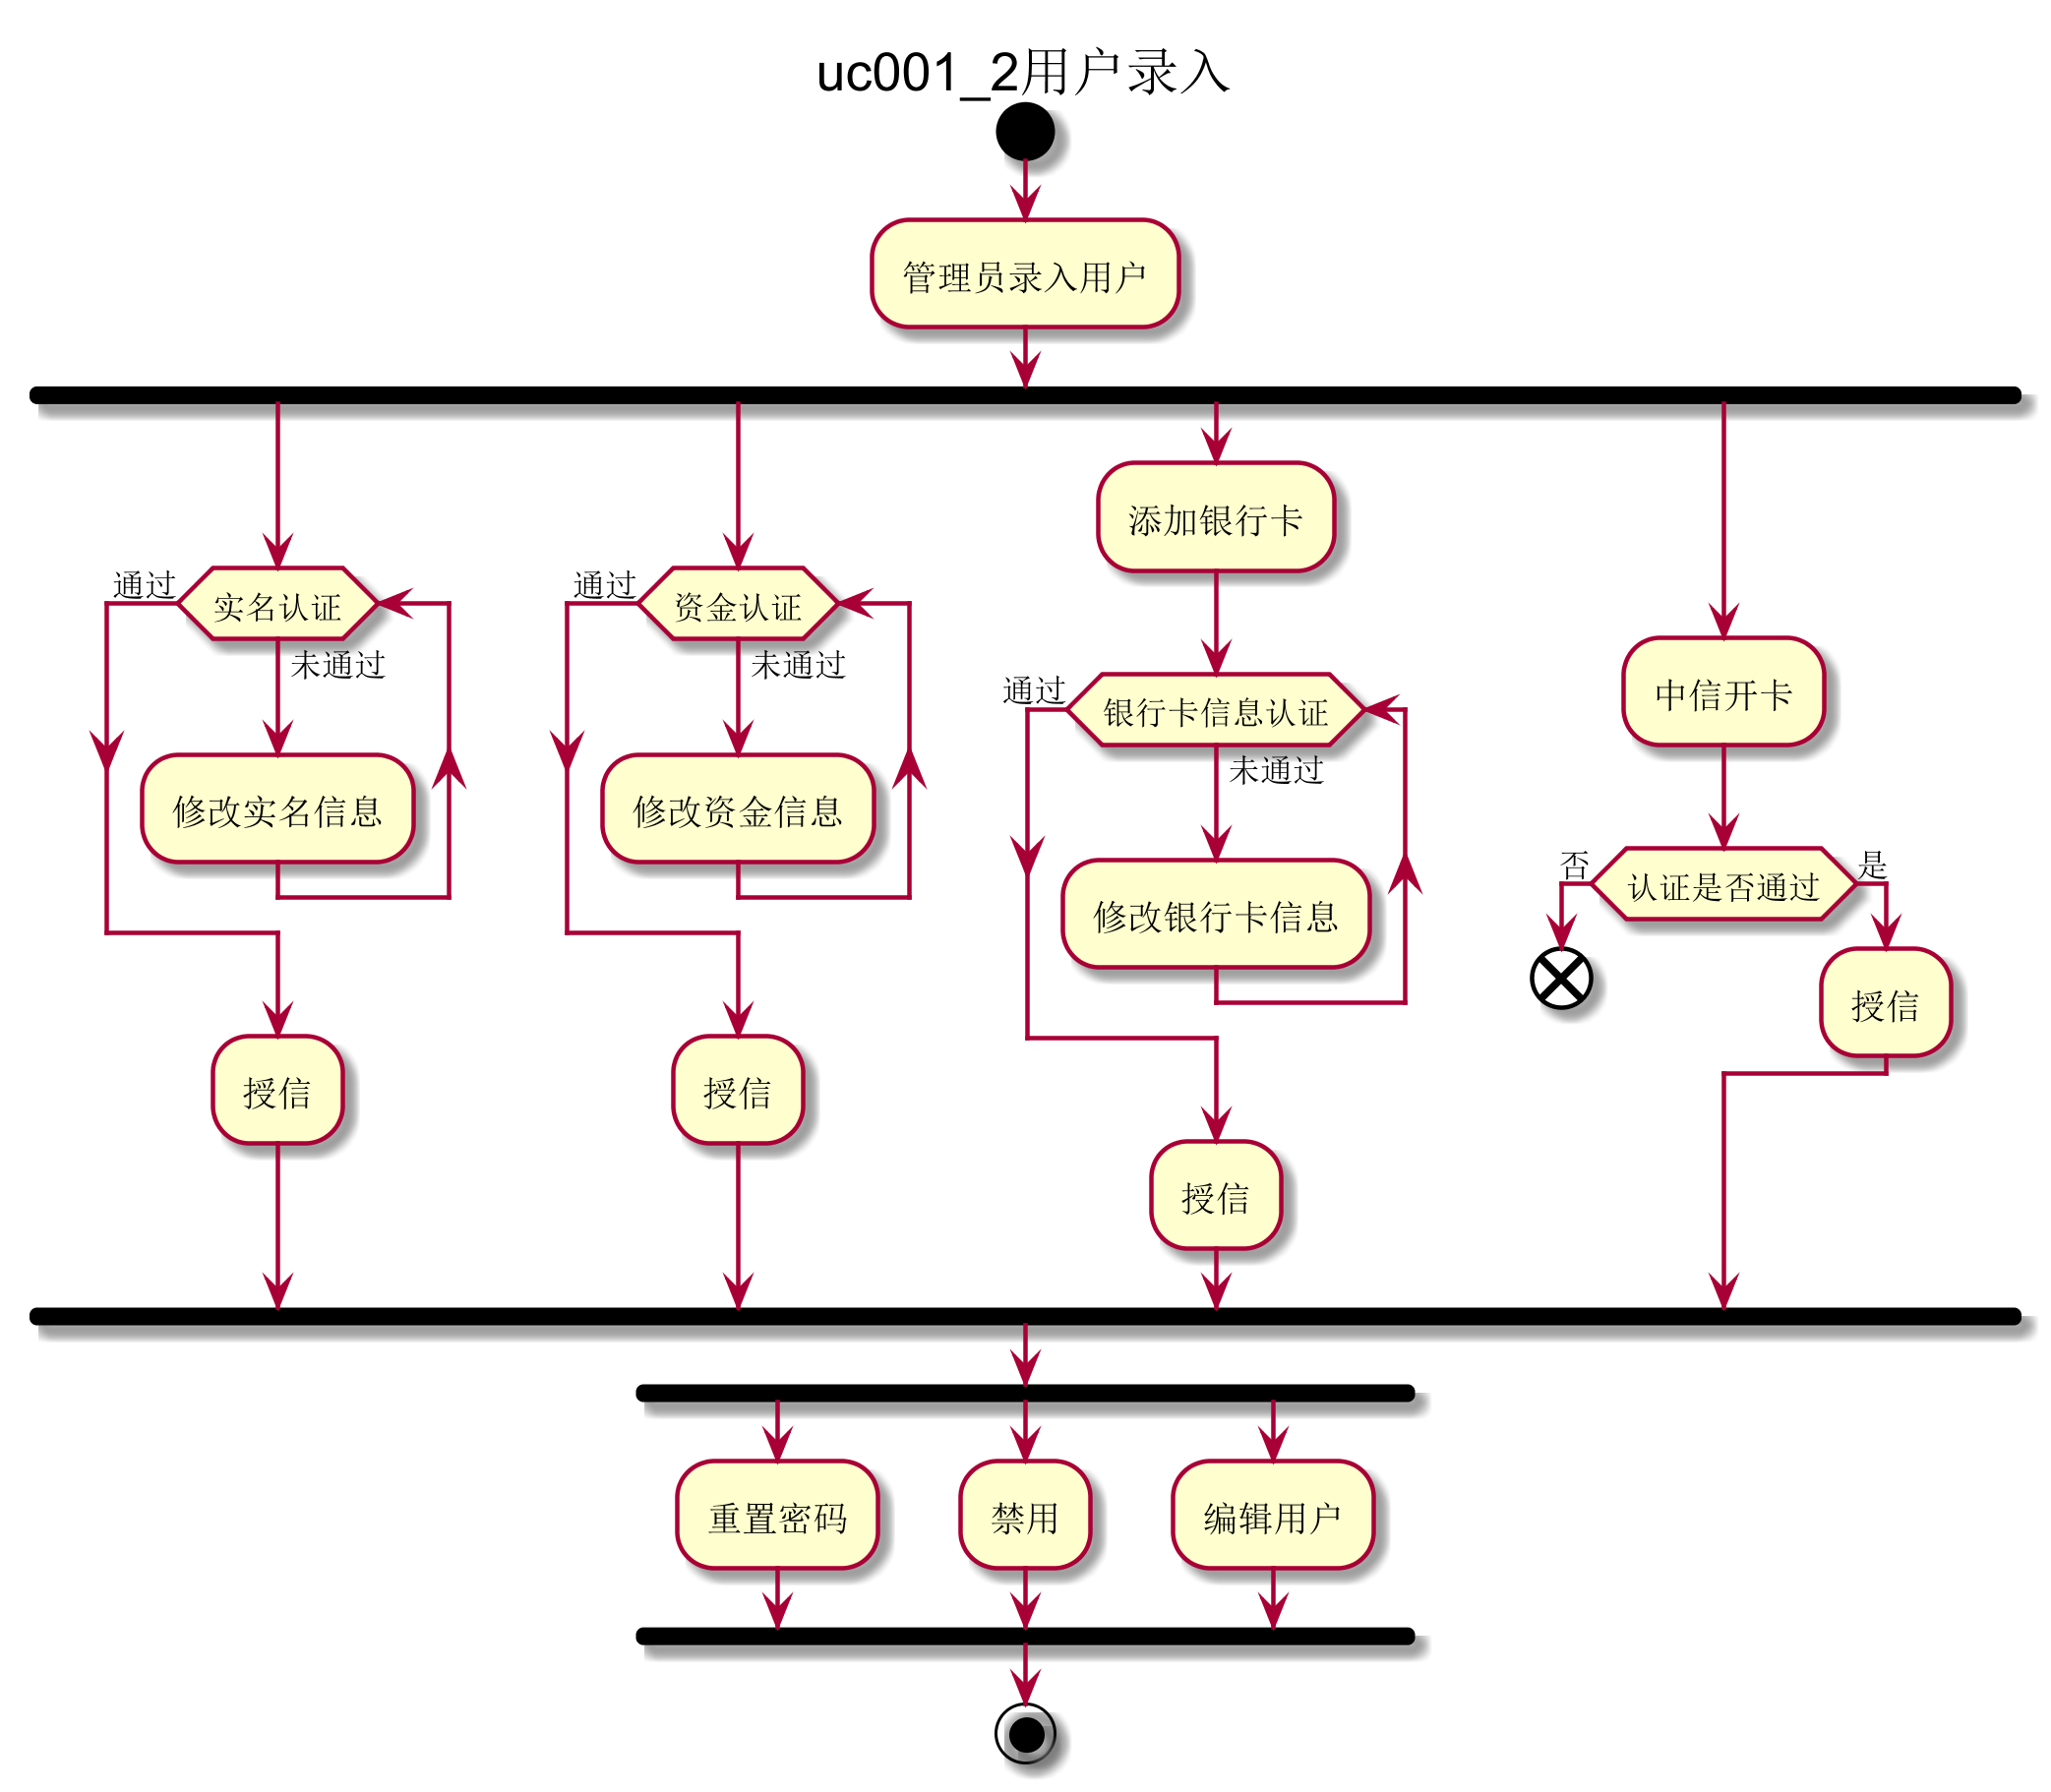 uc001_2用户录入
管理员录入用户
通过
实名认证
未通过
修改实名信息
授信
通过
资金认证
未通过
修改资金信息
授信
添加银行卡
通过
银行卡信息认证
未通过
修改银行卡信息
授信
中信开卡
否
认证是否通过
是
授信
重置密码
禁用
编辑用户